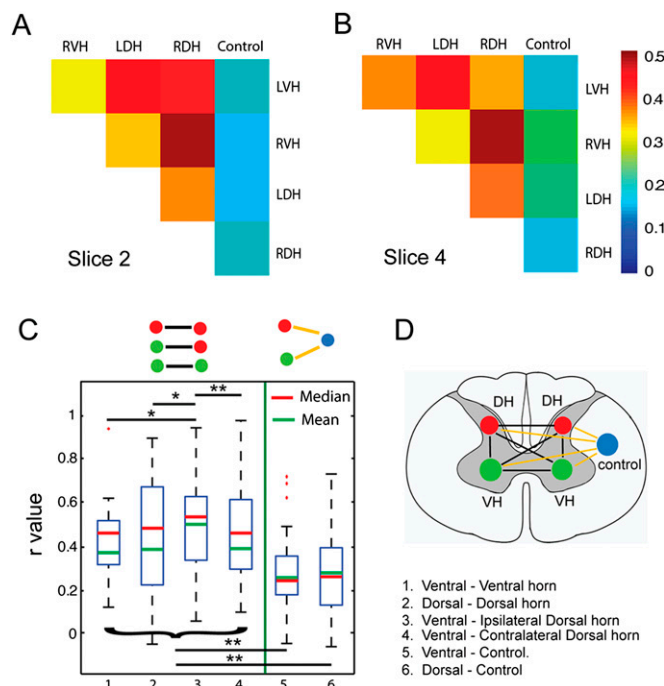 A
RVH LDH RDH Control
LVH
RVH
LDH
RDH
Slice 2
B
RVH LDH RDH Control
LVH
RVH
LDH
RDH
Slice 4
0.5
0.4
0.3
0.2
0.1
0
C
**
*
*
Median
Mean
1
0.8
0.6
0.4
0.2
0
r value
**
**
1 2 3 4 5 6
D
DH DH
control
VH VH
1. Ventral - Ventral horn
2. Dorsal - Dorsal horn
3. Ventral - Ipsilateral Dorsal horn
4. Ventral - Contralateral Dorsal horn
5. Ventral - Control.
6. Dorsal - Control